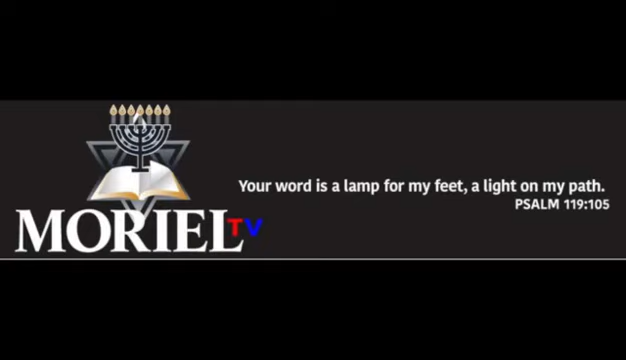 Your word is a lamp for my feet, a light on my path.
PSALM 119:105
MORIEL TV